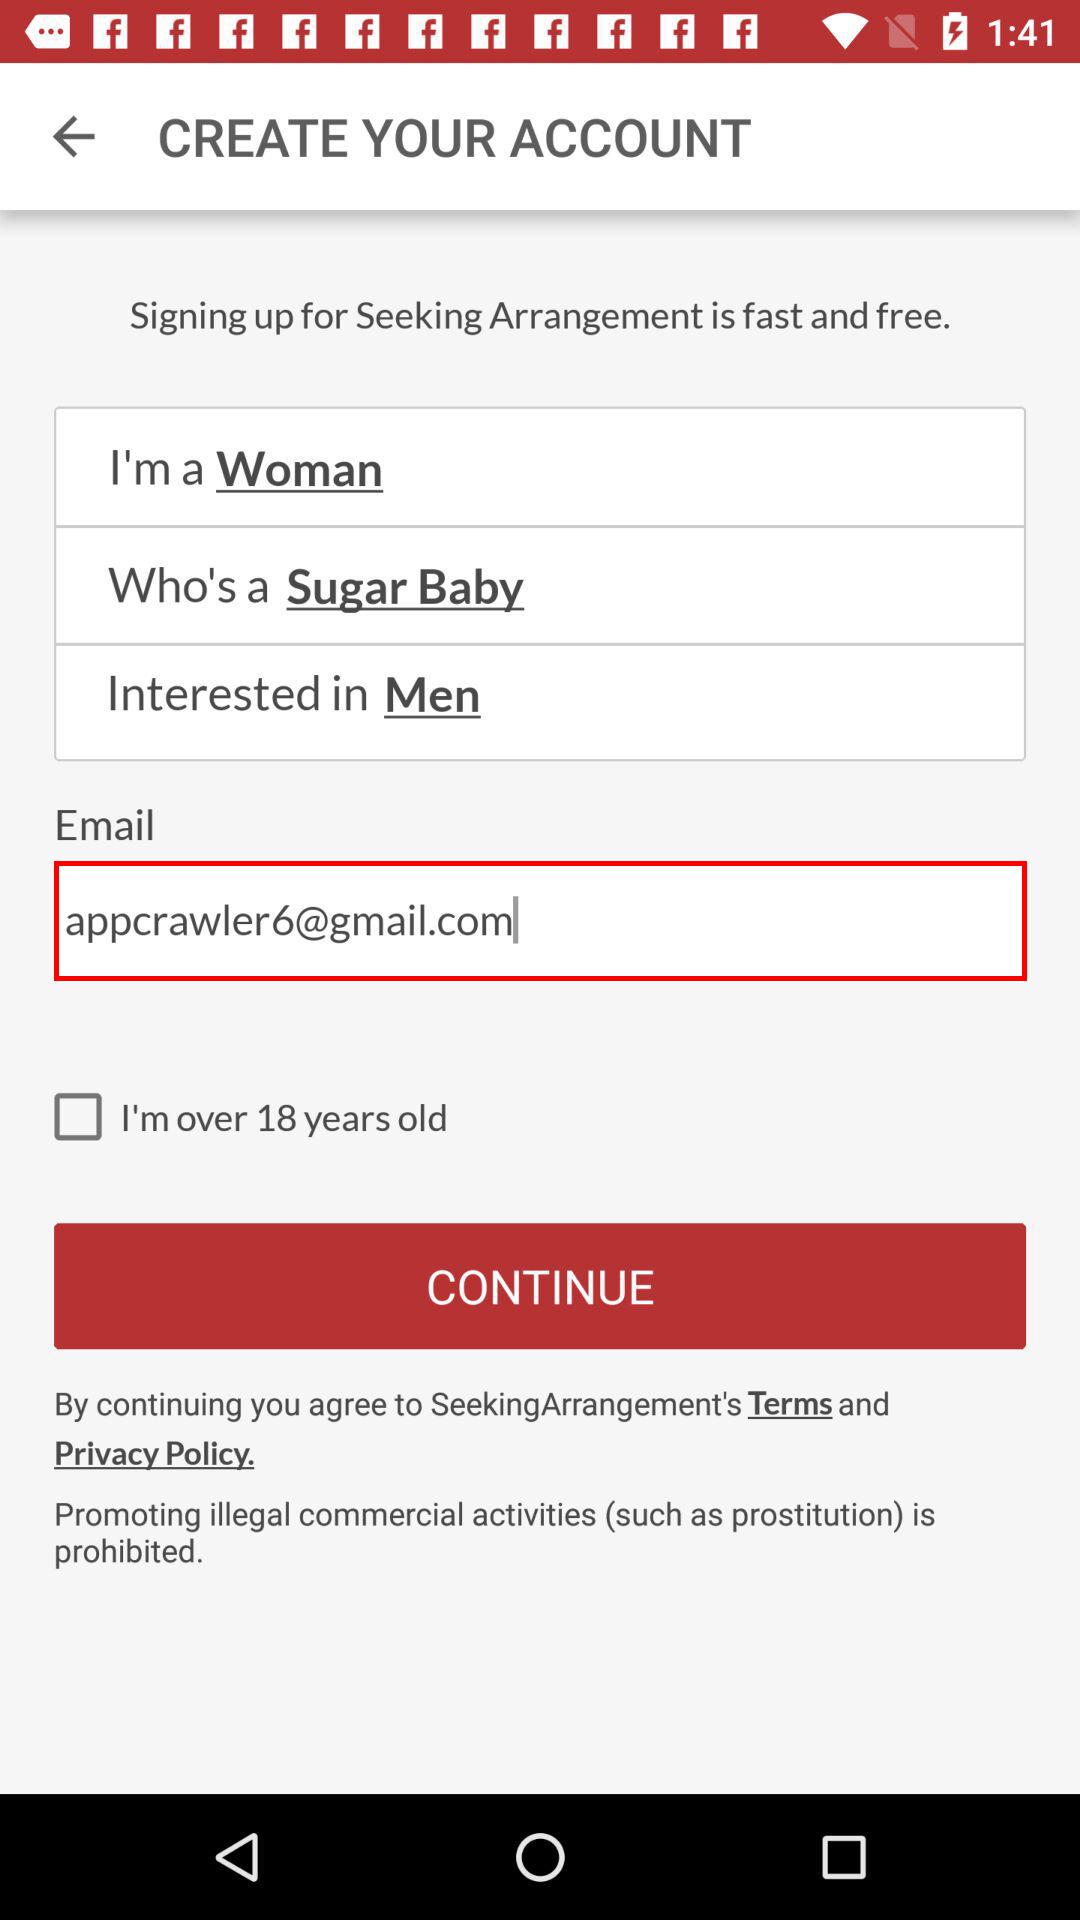 1:41
CREATE YOUR ACCOUNT
Signing up for Seeking Arrangement is fast and free.
I'm a Woman
Who's a Sugar Baby
Interested in Men
Email
appcrawler6@gmail.com
I'm over 18 years old
CONTINUE
By continuing you agree to SeekingArrangement's Terms and
Privacy Policy.
Promoting illegal commercial activities (such as prostitution) is
prohibited.